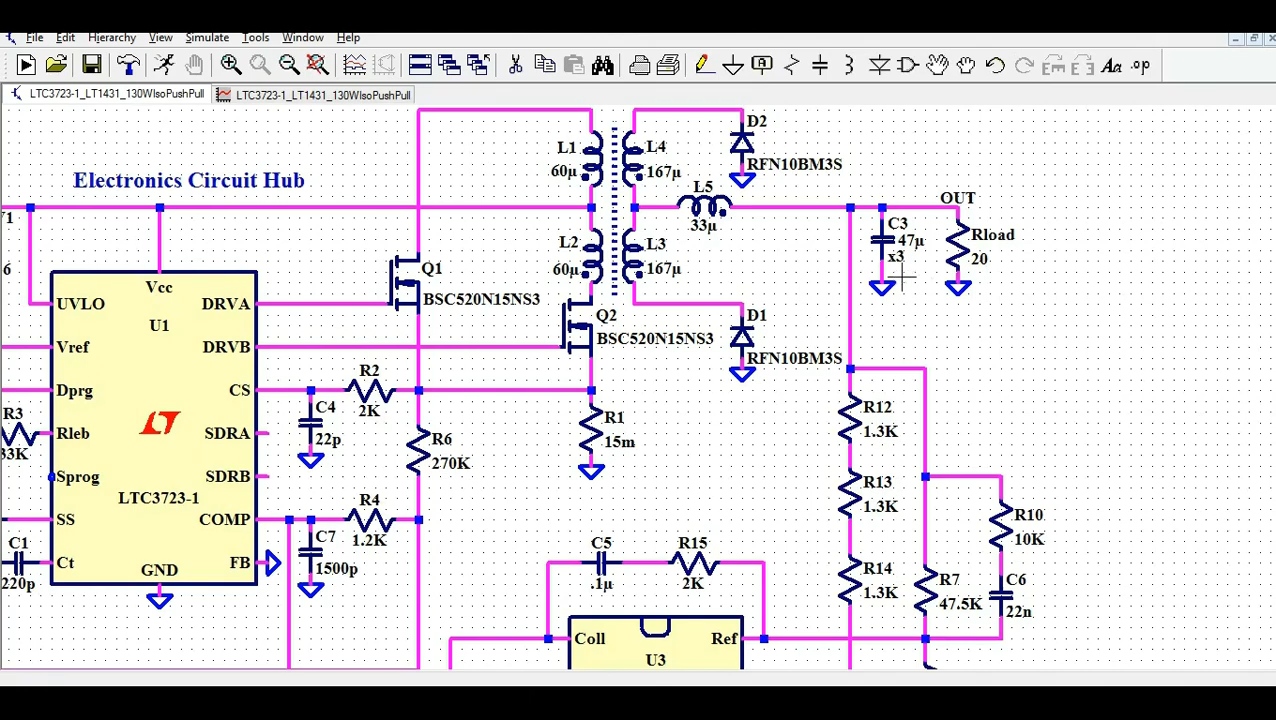 File Edit Hierarchy View Simulate Tools Window Help
.op
LTC3723-1_LT1431_130WIsoPushPull LTC3723-1_LT1431_130WIsoPushPull
Electronics Circuit Hub
D2
RFN10BM3S
L1
60µ
L4
167µ
L5
33µ
OUT
C3
47µ
x3
Rload
20
L2
60µ
L3
167µ
Q1
BSC520N15NS3
Q2
BSC520N15NS3
D1
RFN10BM3S
Vcc
U1
UVLO
Vref
Dprg
Rleb
Sprog
SS
Ct
DRVA
DRVB
CS
SDRA
SDRB
COMP
FB
LTC3723-1
GND
R3
33K
C1
220p
R2
2K
C4
22p
R6
270K
R1
15m
R4
1.2K
C7
1500p
R12
1.3K
R13
1.3K
R14
1.3K
R10
10K
C6
22n
R7
47.5K
C5
.1µ
R15
2K
Coll
Ref
U3